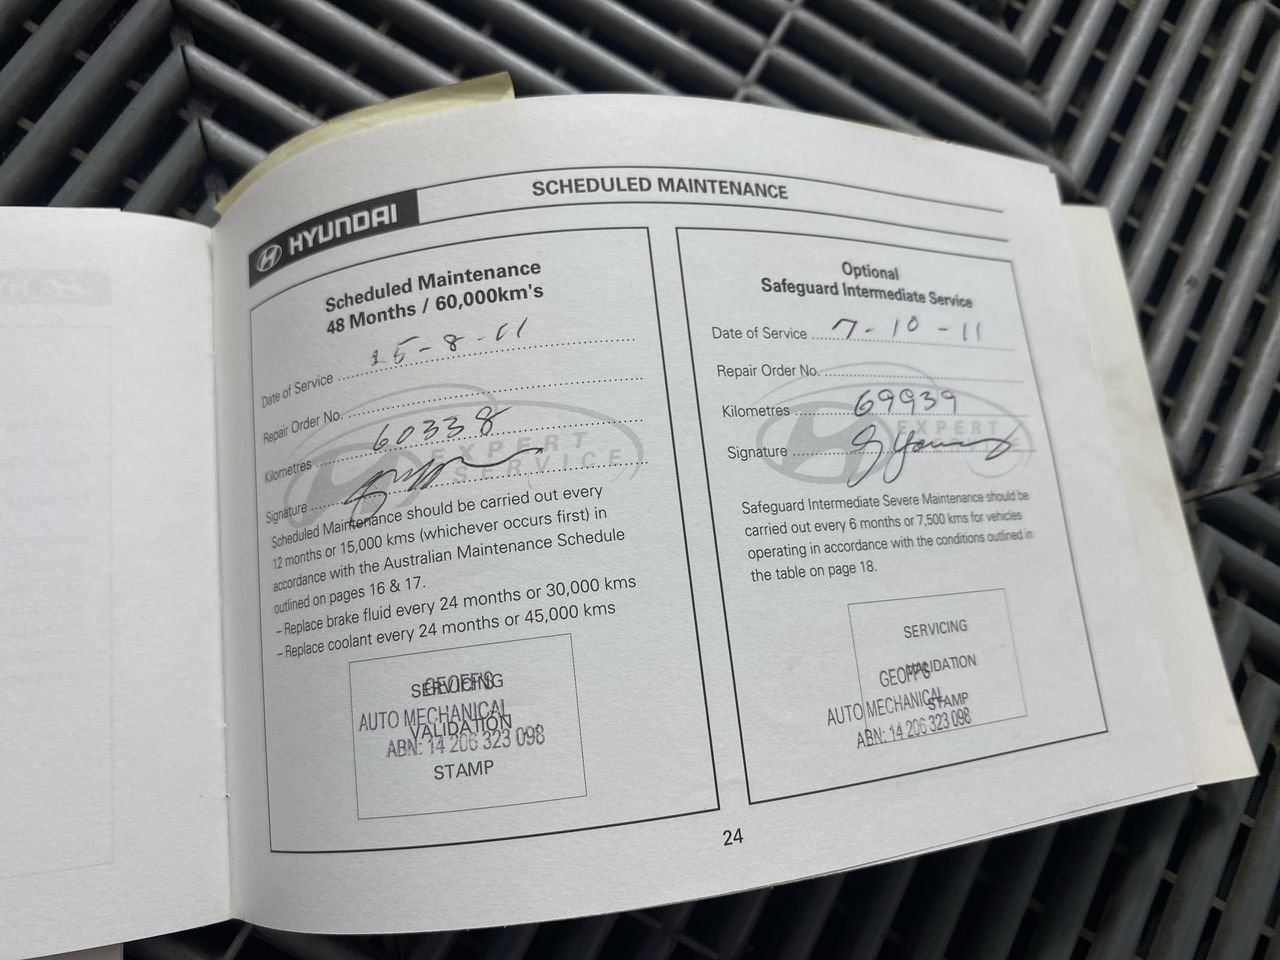 HYUNDAI
SCHEDULED MAINTENANCE
Scheduled Maintenance
48 Months / 60,000km's
Date of Service 15-8-11
Repair Order No.
Kilometres 60338
EXPERT
SERVICE
Signature
Scheduled Maintenance should be carried out every
12 months or 15,000 kms (whichever occurs first) in
accordance with the Australian Maintenance Schedule
outlined on pages 16 & 17.
– Replace brake fluid every 24 months or 30,000 kms
– Replace coolant every 24 months or 45,000 kms
SERVICING
GEOFFS
AUTO MECHANICAL
VALIDATION
ABN: 14 206 323 098
STAMP
Optional
Safeguard Intermediate Service
Date of Service 7-10-11
Repair Order No.
Kilometres 69939
EXPERT
Signature
Safeguard Intermediate Severe Maintenance should be
carried out every 6 months or 7,500 kms for vehicles
operating in accordance with the conditions outlined in
the table on page 18.
SERVICING
VALIDATION
GEOFFS
STAMP
AUTO MECHANICAL
ABN: 14 206 323 098
24